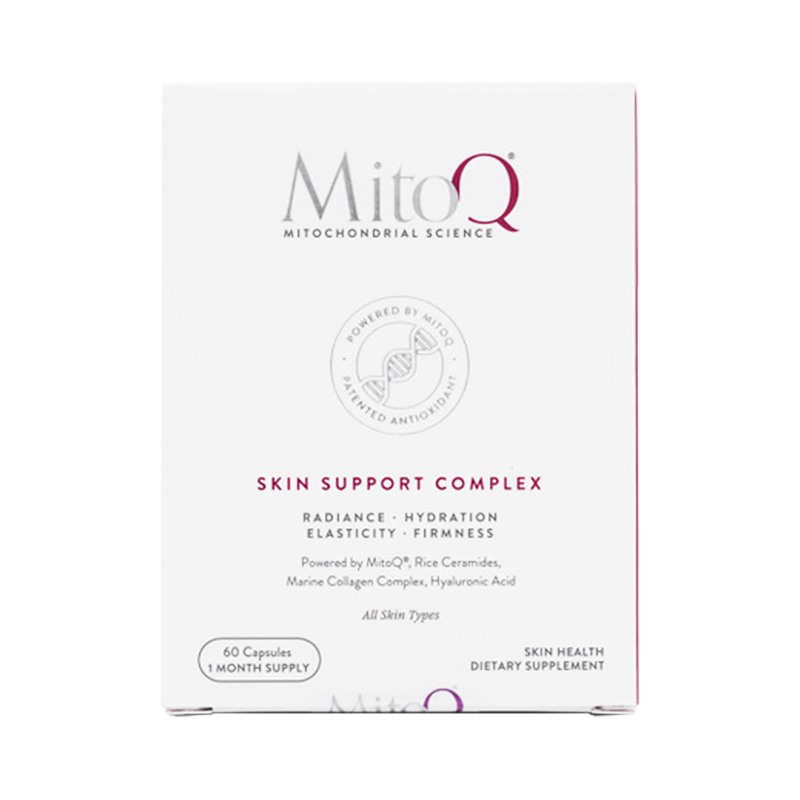 MitoQ®
MITOCHONDRIAL SCIENCE
POWERED BY MITOQ
PATENTED ANTIOXIDANT
SKIN SUPPORT COMPLEX
RADIANCE · HYDRATION
ELASTICITY · FIRMNESS
Powered by MitoQ®, Rice Ceramides,
Marine Collagen Complex, Hyaluronic Acid
All Skin Types
60 Capsules
1 MONTH SUPPLY
SKIN HEALTH
DIETARY SUPPLEMENT
MitoQ